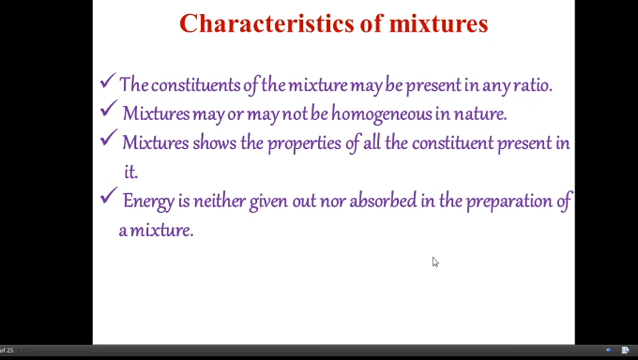 Characteristics of mixtures
✓ The constituents of the mixture may be present in any ratio.
✓ Mixtures may or may not be homogeneous in nature.
✓ Mixtures shows the properties of all the constituent present in
it.
✓ Energy is neither given out nor absorbed in the preparation of
a mixture.
of 25